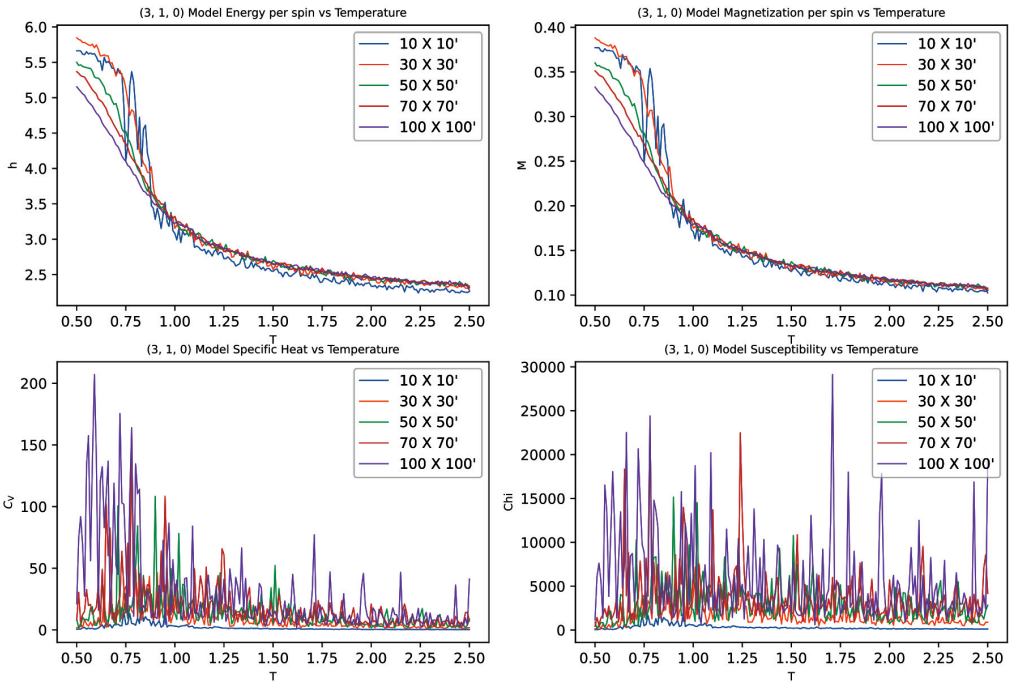 (3, 1, 0) Model Energy per spin vs Temperature
6.0
5.5
5.0
4.5
4.0
3.5
3.0
2.5
h
0.50 0.75 1.00 1.25 1.50 1.75 2.00 2.25 2.50
T
10 X 10'
30 X 30'
50 X 50'
70 X 70'
100 X 100'
(3, 1, 0) Model Magnetization per spin vs Temperature
0.40
0.35
0.30
0.25
0.20
0.15
0.10
M
0.50 0.75 1.00 1.25 1.50 1.75 2.00 2.25 2.50
T
10 X 10'
30 X 30'
50 X 50'
70 X 70'
100 X 100'
(3, 1, 0) Model Specific Heat vs Temperature
200
150
100
50
0
Cv
0.50 0.75 1.00 1.25 1.50 1.75 2.00 2.25 2.50
T
10 X 10'
30 X 30'
50 X 50'
70 X 70'
100 X 100'
(3, 1, 0) Model Susceptibility vs Temperature
30000
25000
20000
15000
10000
5000
0
Chi
0.50 0.75 1.00 1.25 1.50 1.75 2.00 2.25 2.50
T
10 X 10'
30 X 30'
50 X 50'
70 X 70'
100 X 100'